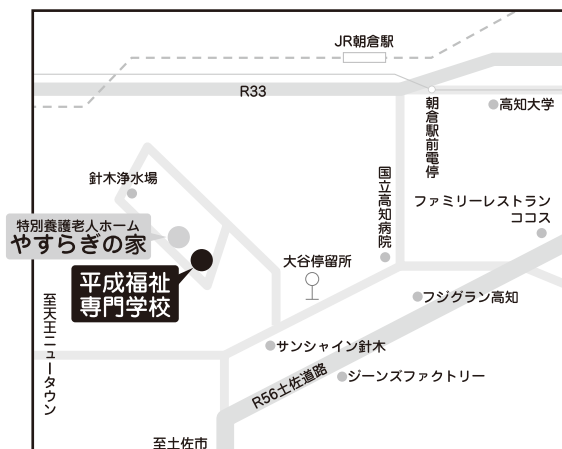 JR朝倉駅
R33
朝倉駅前電停
高知大学
針木浄水場
国立高知病院
ファミリーレストラン
ココス
特別養護老人ホーム
やすらぎの家
平成福祉
専門学校
大谷停留所
フジグラン高知
至天王ニュータウン
サンシャイン針木
ジーンズファクトリー
R56土佐道路
至土佐市